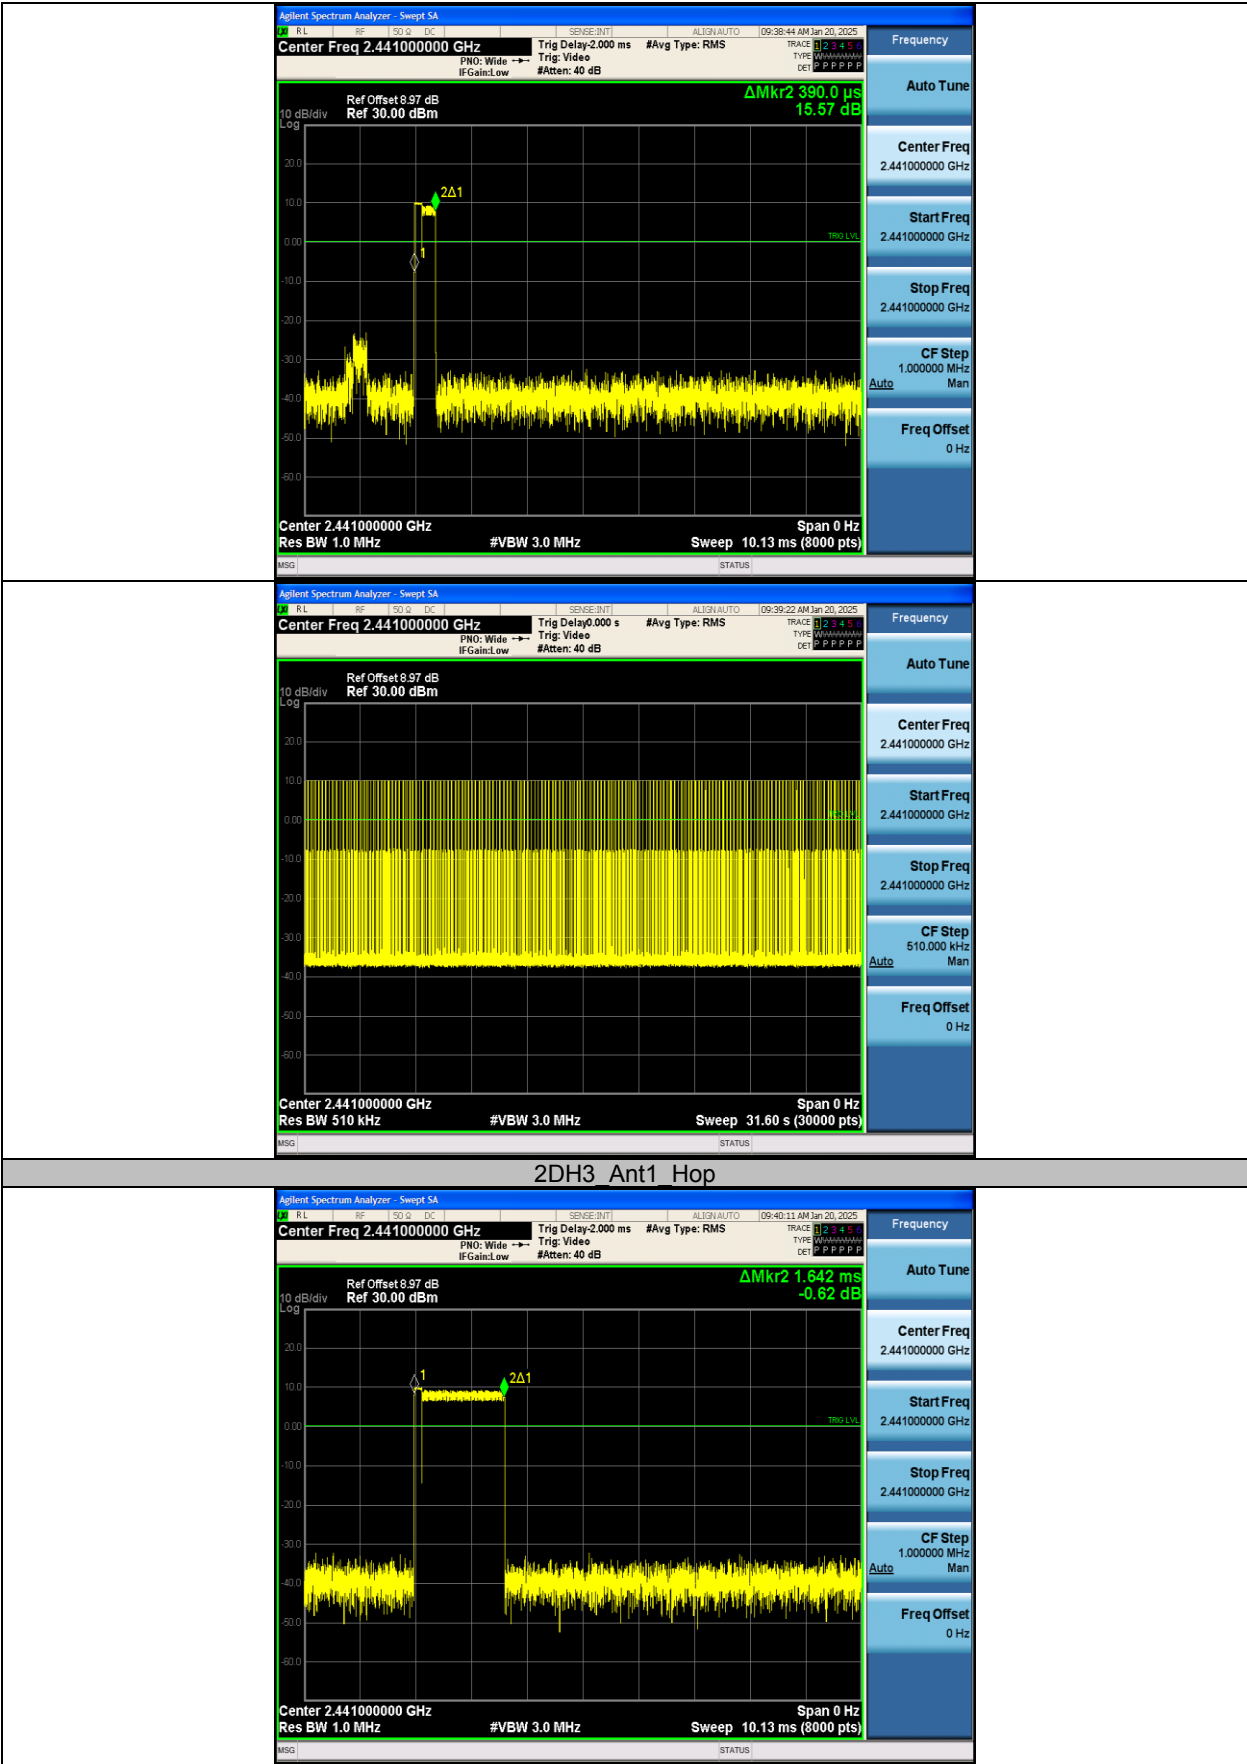 Agilent Spectrum Analyzer - Swept SA
RL RF 50 Ω DC SENSE:INT ALIGN AUTO 09:38:44 AM Jan 20, 2025
Center Freq 2.441000000 GHz Trig Delay-2.000 ms #Avg Type: RMS TRACE 1 2 3 4 5 6
PNO: Wide Trig: Video TYPE
IFGain:Low #Atten: 40 dB DET P P P P P P
Frequency
Auto Tune
ΔMkr2 390.0 µs
15.57 dB
Ref Offset 8.97 dB
10 dB/div Ref 30.00 dBm
Log
20.0
10.0
0.00
-10.0
-20.0
-30.0
-40.0
-50.0
-60.0
2Δ1
1
TRIG LVL
Center Freq
2.441000000 GHz
Start Freq
2.441000000 GHz
Stop Freq
2.441000000 GHz
CF Step
1.000000 MHz
Auto Man
Freq Offset
0 Hz
Center 2.441000000 GHz Span 0 Hz
Res BW 1.0 MHz #VBW 3.0 MHz Sweep 10.13 ms (8000 pts)
MSG STATUS
Agilent Spectrum Analyzer - Swept SA
RL RF 50 Ω DC SENSE:INT ALIGN AUTO 09:39:22 AM Jan 20, 2025
Center Freq 2.441000000 GHz Trig Delay0.000 s #Avg Type: RMS TRACE 1 2 3 4 5 6
PNO: Wide Trig: Video TYPE
IFGain:Low #Atten: 40 dB DET P P P P P P
Frequency
Auto Tune
Ref Offset 8.97 dB
10 dB/div Ref 30.00 dBm
Log
20.0
10.0
0.00
-10.0
-20.0
-30.0
-40.0
-50.0
-60.0
Center Freq
2.441000000 GHz
Start Freq
2.441000000 GHz
Stop Freq
2.441000000 GHz
CF Step
510.000 kHz
Auto Man
Freq Offset
0 Hz
Center 2.441000000 GHz Span 0 Hz
Res BW 510 kHz #VBW 3.0 MHz Sweep 31.60 s (30000 pts)
MSG STATUS
2DH3_Ant1_Hop
Agilent Spectrum Analyzer - Swept SA
RL RF 50 Ω DC SENSE:INT ALIGN AUTO 09:40:11 AM Jan 20, 2025
Center Freq 2.441000000 GHz Trig Delay-2.000 ms #Avg Type: RMS TRACE 1 2 3 4 5 6
PNO: Wide Trig: Video TYPE
IFGain:Low #Atten: 40 dB DET P P P P P P
Frequency
Auto Tune
ΔMkr2 1.642 ms
-0.62 dB
Ref Offset 8.97 dB
10 dB/div Ref 30.00 dBm
Log
20.0
10.0
0.00
-10.0
-20.0
-30.0
-40.0
-50.0
-60.0
1
2Δ1
TRIG LVL
Center Freq
2.441000000 GHz
Start Freq
2.441000000 GHz
Stop Freq
2.441000000 GHz
CF Step
1.000000 MHz
Auto Man
Freq Offset
0 Hz
Center 2.441000000 GHz Span 0 Hz
Res BW 1.0 MHz #VBW 3.0 MHz Sweep 10.13 ms (8000 pts)
MSG STATUS